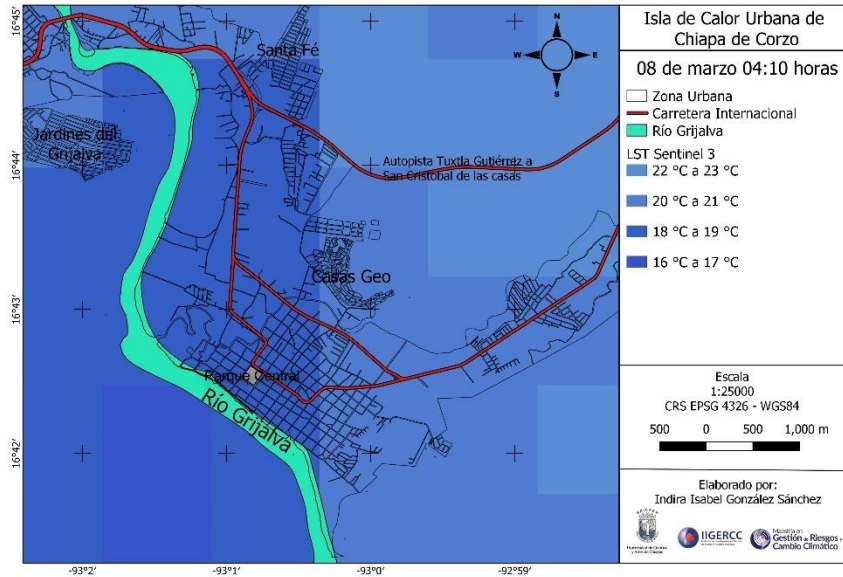 Isla de Calor Urbana de
Chiapa de Corzo
08 de marzo 04:10 horas
Zona Urbana
Carretera Internacional
Río Grijalva
LST Sentinel 3
22 °C a 23 °C
20 °C a 21 °C
18 °C a 19 °C
16 °C a 17 °C
Escala
1:25000
CRS EPSG 4326 - WGS84
500 0 500 1,000 m
Elaborado por:
Indira Isabel González Sánchez
IIGERCC
Maestría en
Gestión de Riesgos y
Cambio Climático
N
W E
S
Santa Fé
Jardines del
Grijalva
Autopista Tuxtla Gutiérrez a
San Cristobal de las casas
Casas Geo
Parque Central
Río Grijalva
16°45'
16°44'
16°43'
16°42'
-93°2' -93°1' -93°0' -92°59'